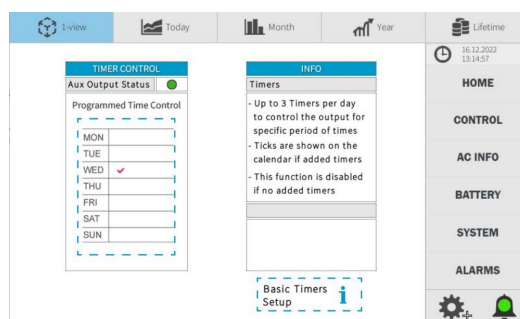 1-view
Today
Month
Year
Lifetime
16.12.2022
13:14:57
TIMER CONTROL
Aux Output Status
Programmed Time Control
MON
TUE
WED
THU
FRI
SAT
SUN
INFO
Timers
- Up to 3 Timers per day
to control the output for
specific period of times
- Ticks are shown on the
calendar if added timers
- This function is disabled
if no added timers
Basic Timers
Setup
i
HOME
CONTROL
AC INFO
BATTERY
SYSTEM
ALARMS